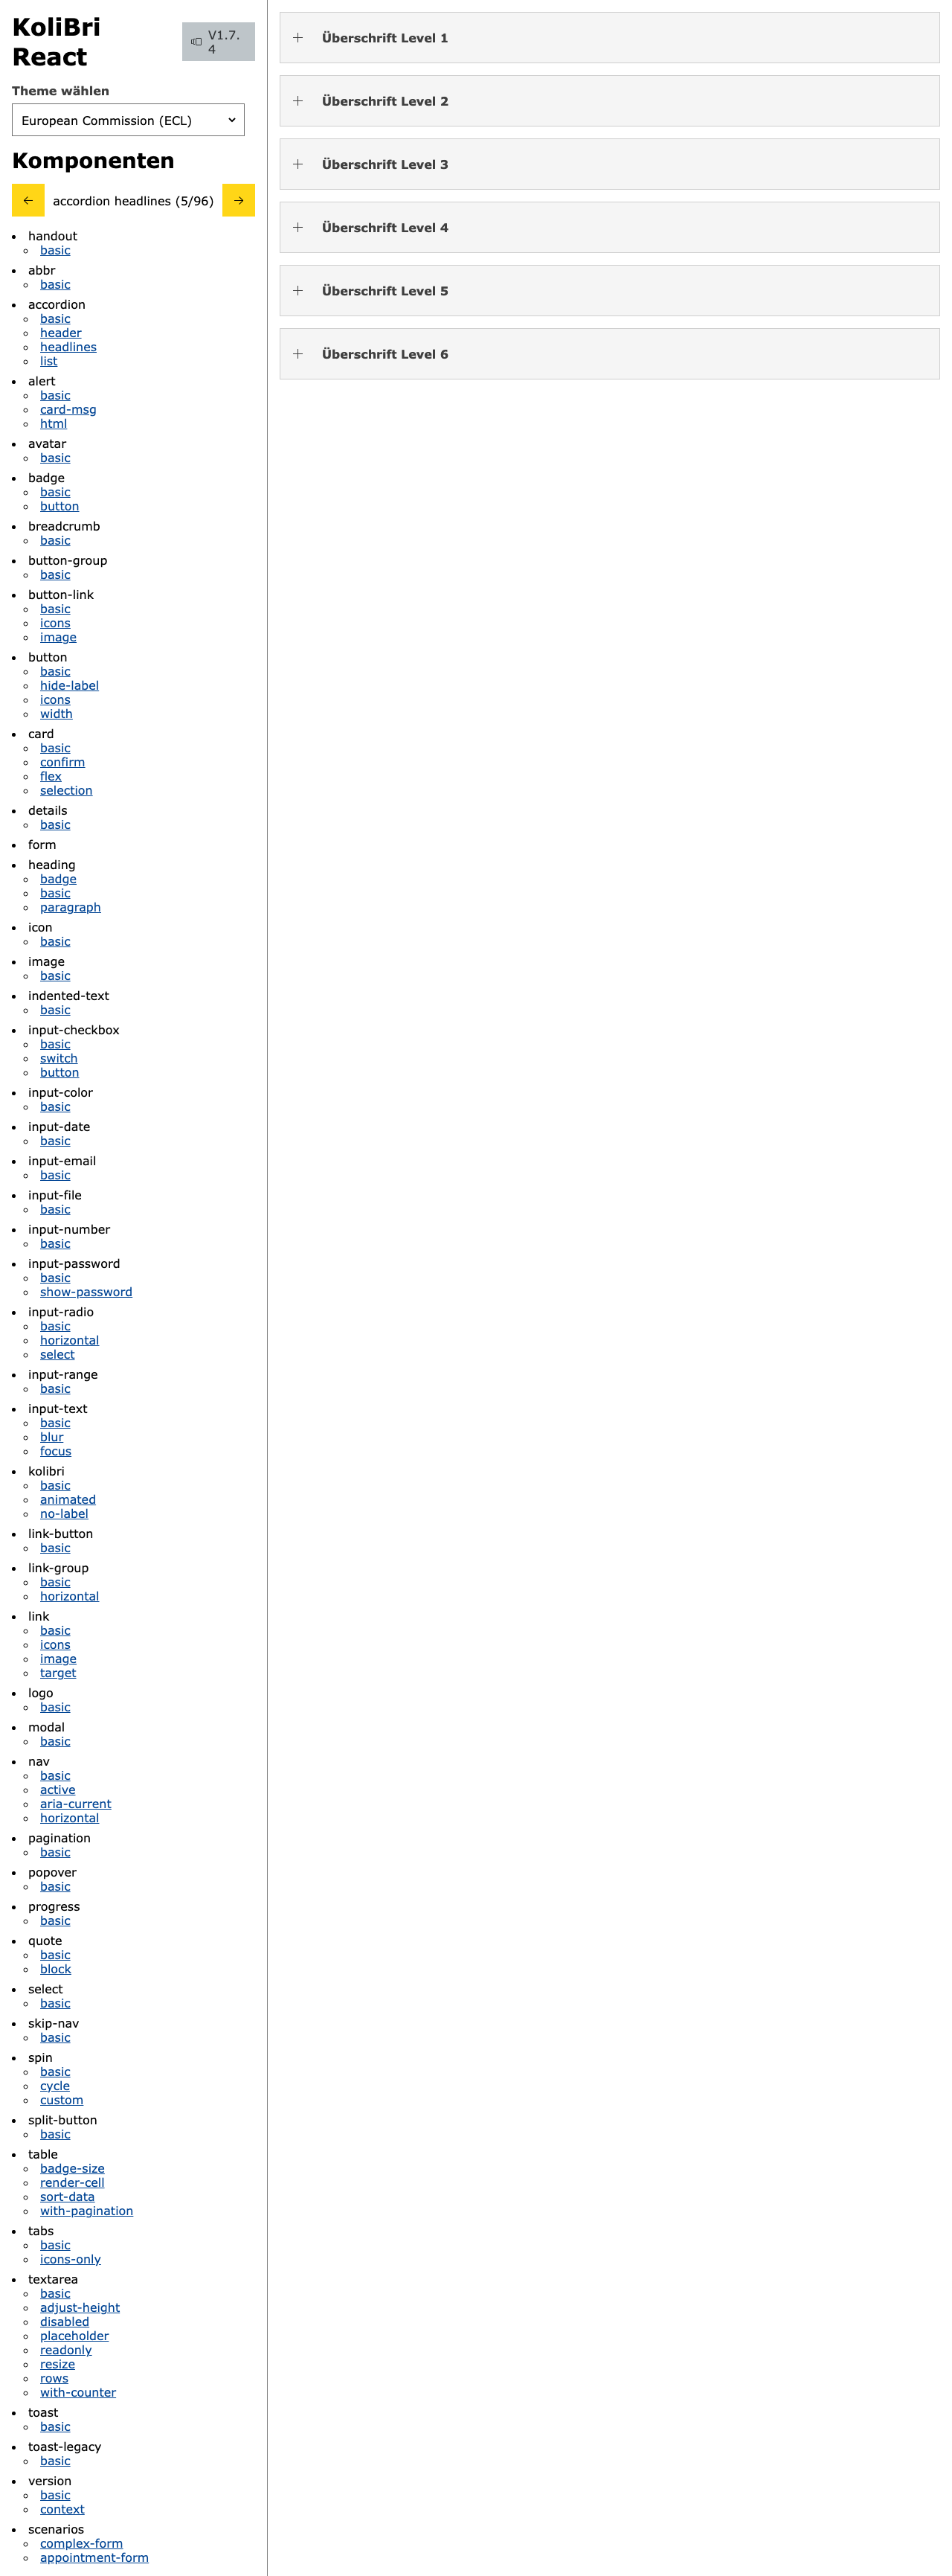 KoliBri
React
V1.7.
4
Theme wählen
European Commission (ECL)
Komponenten
accordion headlines (5/96)
handout
basic
abbr
basic
accordion
basic
header
headlines
list
alert
basic
card-msg
html
avatar
basic
badge
basic
button
breadcrumb
basic
button-group
basic
button-link
basic
icons
image
button
basic
hide-label
icons
width
card
basic
confirm
flex
selection
details
basic
form
heading
badge
basic
paragraph
icon
basic
image
basic
indented-text
basic
input-checkbox
basic
switch
button
input-color
basic
input-date
basic
input-email
basic
input-file
basic
input-number
basic
input-password
basic
show-password
input-radio
basic
horizontal
select
input-range
basic
input-text
basic
blur
focus
kolibri
basic
animated
no-label
link-button
basic
link-group
basic
horizontal
link
basic
icons
image
target
logo
basic
modal
basic
nav
basic
active
aria-current
horizontal
pagination
basic
popover
basic
progress
basic
quote
basic
block
select
basic
skip-nav
basic
spin
basic
cycle
custom
split-button
basic
table
badge-size
render-cell
sort-data
with-pagination
tabs
basic
icons-only
textarea
basic
adjust-height
disabled
placeholder
readonly
resize
rows
with-counter
toast
basic
toast-legacy
basic
version
basic
context
scenarios
complex-form
appointment-form
Überschrift Level 1
Überschrift Level 2
Überschrift Level 3
Überschrift Level 4
Überschrift Level 5
Überschrift Level 6